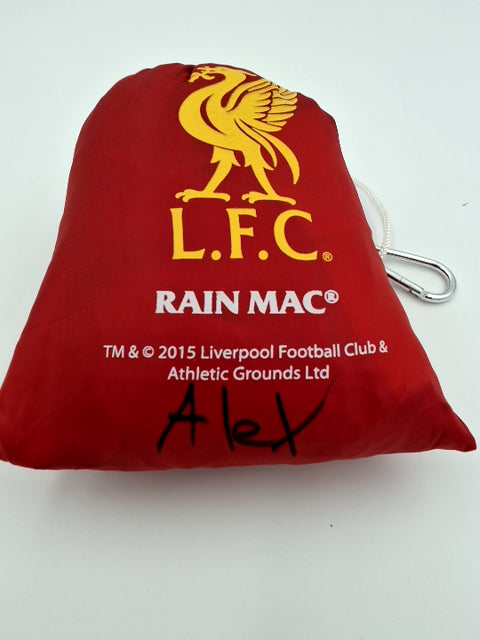 L.F.C.®
RAIN MAC®
TM & © 2015 Liverpool Football Club &
Athletic Grounds Ltd
Alex